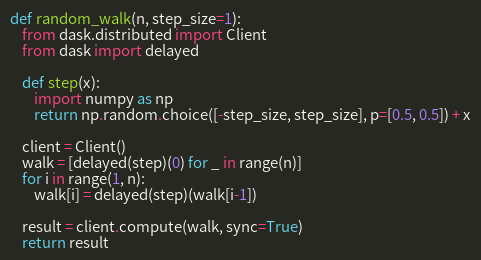 def random_walk(n, step_size=1):
    from dask.distributed import Client
    from dask import delayed

    def step(x):
        import numpy as np
        return np.random.choice([-step_size, step_size], p=[0.5, 0.5]) + x

    client = Client()
    walk = [delayed(step)(0) for _ in range(n)]
    for i in range(1, n):
        walk[i] = delayed(step)(walk[i-1])

    result = client.compute(walk, sync=True)
    return result